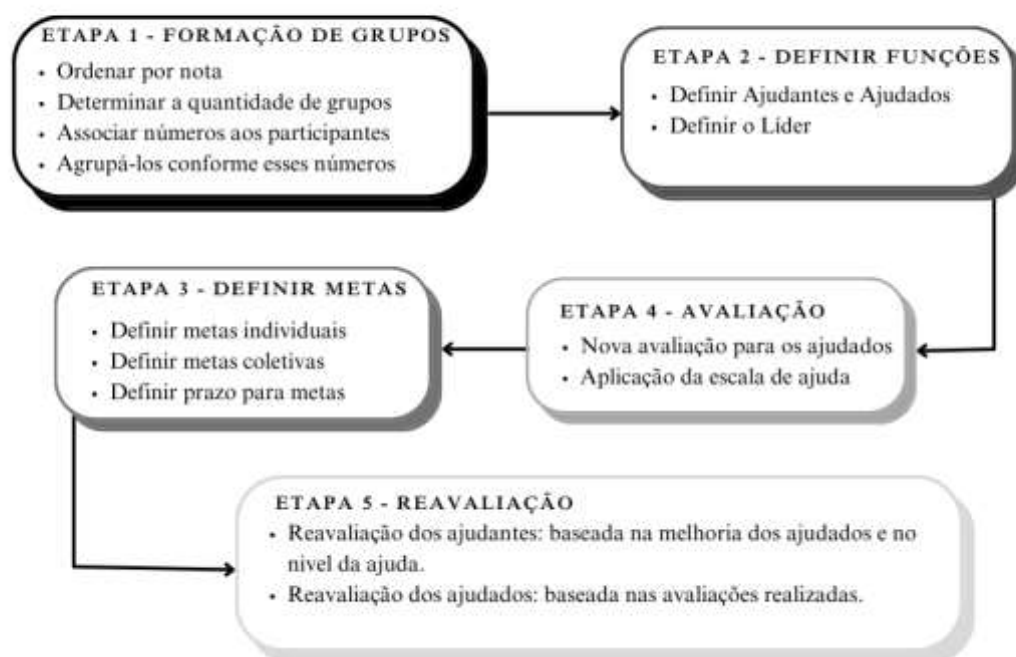 ETAPA 1 - FORMAÇÃO DE GRUPOS
• Ordenar por nota
• Determinar a quantidade de grupos
• Associar números aos participantes
• Agrupá-los conforme esses números
ETAPA 2 - DEFINIR FUNÇÕES
• Definir Ajudantes e Ajudados
• Definir o Líder
ETAPA 3 - DEFINIR METAS
• Definir metas individuais
• Definir metas coletivas
• Definir prazo para metas
ETAPA 4 - AVALIAÇÃO
• Nova avaliação para os ajudados
• Aplicação da escala de ajuda
ETAPA 5 - REAVALIAÇÃO
• Reavaliação dos ajudantes: baseada na melhoria dos ajudados e no
nivel da ajuda.
• Reavaliação dos ajudados: baseada nas avaliações realizadas.